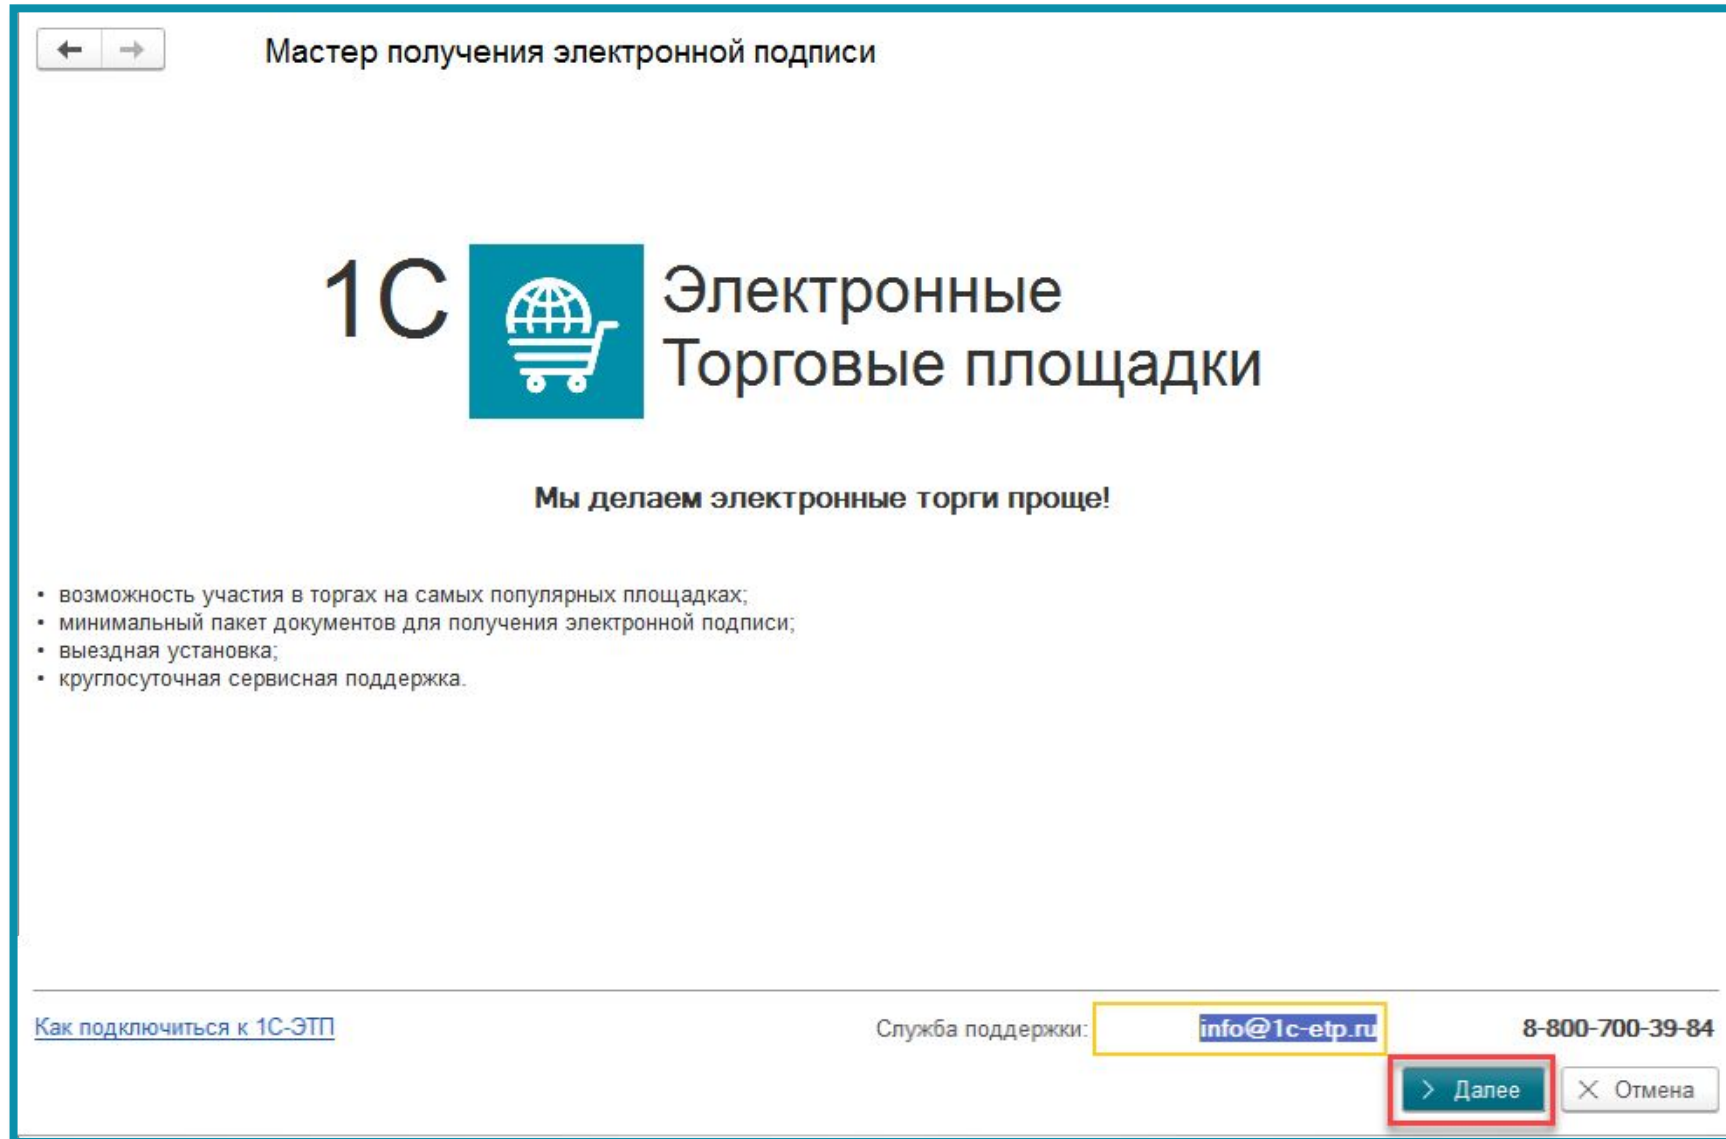 Мастер получения электронной подписи
1С
Электронные
Торговые площадки
Мы делаем электронные торги проще!
• возможность участия в торгах на самых популярных площадках;
• минимальный пакет документов для получения электронной подписи;
• выездная установка;
• круглосуточная сервисная поддержка.
Как подключиться к 1С-ЭТП
Служба поддержки: info@1c-etp.ru 8-800-700-39-84
Далее Отмена